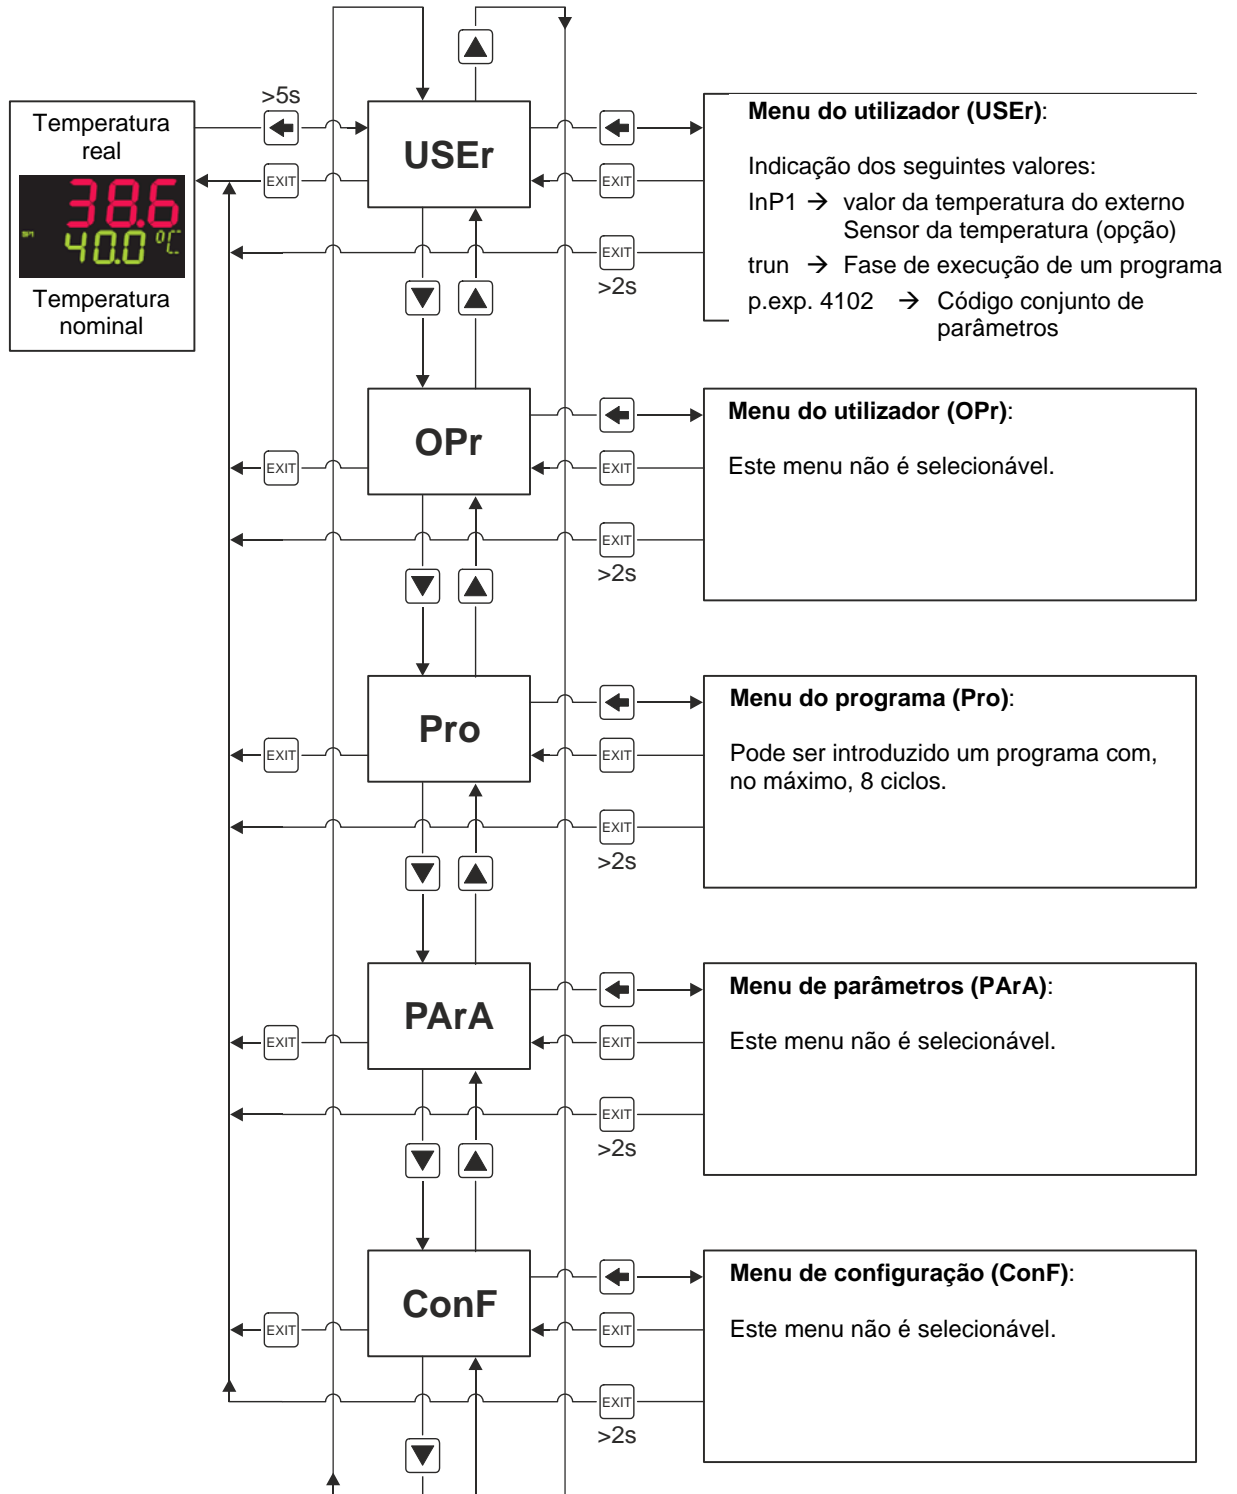 >5s
Temperatura
real
38.6
SP1 40.0 °C
Temperatura
nominal
EXIT
USEr
EXIT
EXIT
>2s
Menu do utilizador (USEr):
Indicação dos seguintes valores:
InP1 → valor da temperatura do externo
Sensor da temperatura (opção)
trun → Fase de execução de um programa
p.exp. 4102 → Código conjunto de
parâmetros
EXIT
OPr
EXIT
EXIT
>2s
Menu do utilizador (OPr):
Este menu não é selecionável.
EXIT
Pro
EXIT
EXIT
>2s
Menu do programa (Pro):
Pode ser introduzido um programa com,
no máximo, 8 ciclos.
EXIT
PArA
EXIT
EXIT
>2s
Menu de parâmetros (PArA):
Este menu não é selecionável.
EXIT
ConF
EXIT
EXIT
>2s
Menu de configuração (ConF):
Este menu não é selecionável.